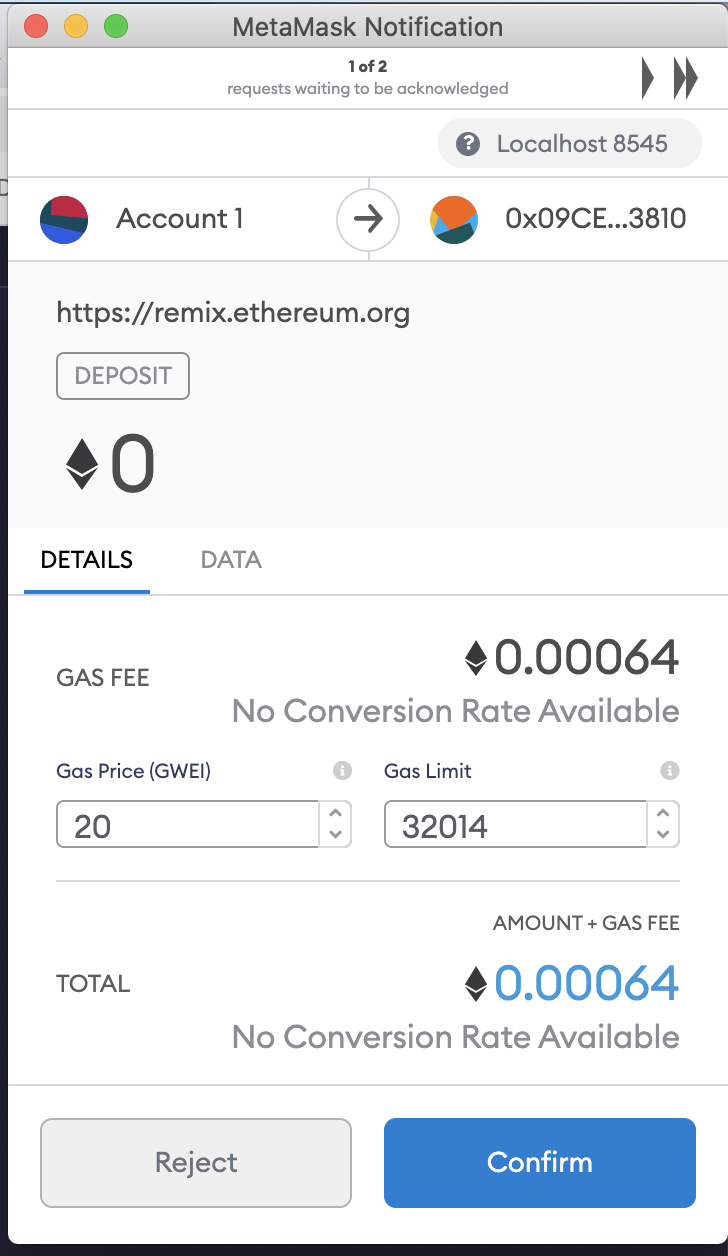 MetaMask Notification
1 of 2
requests waiting to be acknowledged
? Localhost 8545
Account 1
0x09CE...3810
https://remix.ethereum.org
DEPOSIT
0
DETAILS DATA
GAS FEE
0.00064
No Conversion Rate Available
Gas Price (GWEI) i Gas Limit i
20 32014
AMOUNT + GAS FEE
TOTAL
0.00064
No Conversion Rate Available
Reject Confirm